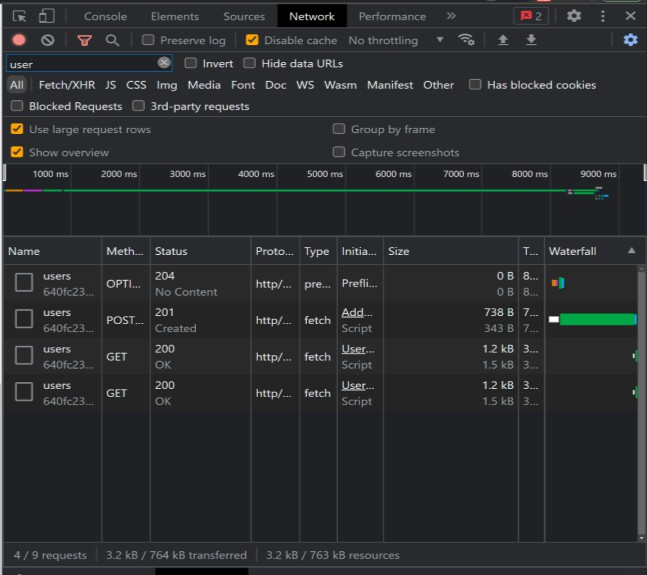 Console Elements Sources Network Performance » 2
Preserve log Disable cache No throttling
user Invert Hide data URLs
All Fetch/XHR JS CSS Img Media Font Doc WS Wasm Manifest Other Has blocked cookies
Blocked Requests 3rd-party requests
Use large request rows Group by frame
Show overview Capture screenshots
1000 ms 2000 ms 3000 ms 4000 ms 5000 ms 6000 ms 7000 ms 8000 ms 9000 ms
Name Meth... Status Proto... Type Initia... Size T... Waterfall
users 204 0 B 8...
OPTI... http/... pre... Prefli...
640fc23... No Content 0 B 8...
users 201 Add... 738 B 7...
POST... http/... fetch
640fc23... Created Script 343 B 7...
users 200 User... 1.2 kB 3...
GET http/... fetch
640fc23... OK Script 1.5 kB 3...
users 200 User... 1.2 kB 3...
GET http/... fetch
640fc23... OK Script 1.5 kB 3...
4 / 9 requests 3.2 kB / 764 kB transferred 3.2 kB / 763 kB resources